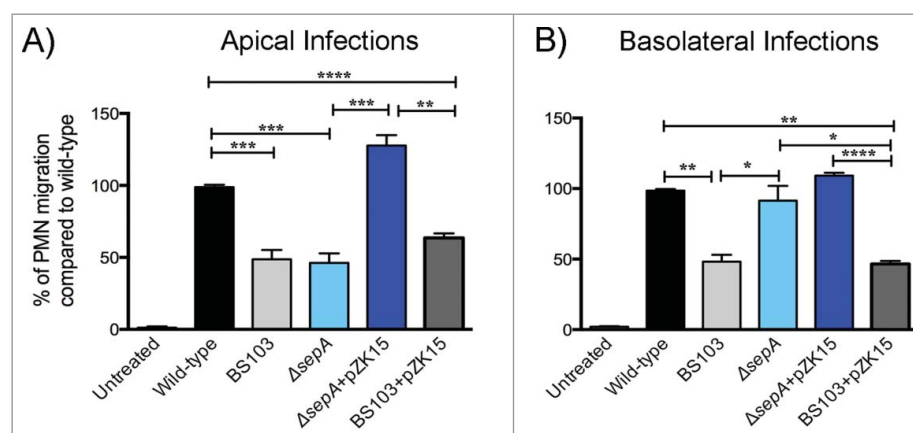 A) Apical Infections
% of PMN migration
compared to wild-type
150
100
50
0
****
***
**
***
***
Untreated
Wild-type
BS103
ΔsepA
ΔsepA+pZK15
BS103+pZK15
B) Basolateral Infections
150
100
50
0
**
*
****
**
*
Untreated
Wild-type
BS103
ΔsepA
ΔsepA+pZK15
BS103+pZK15